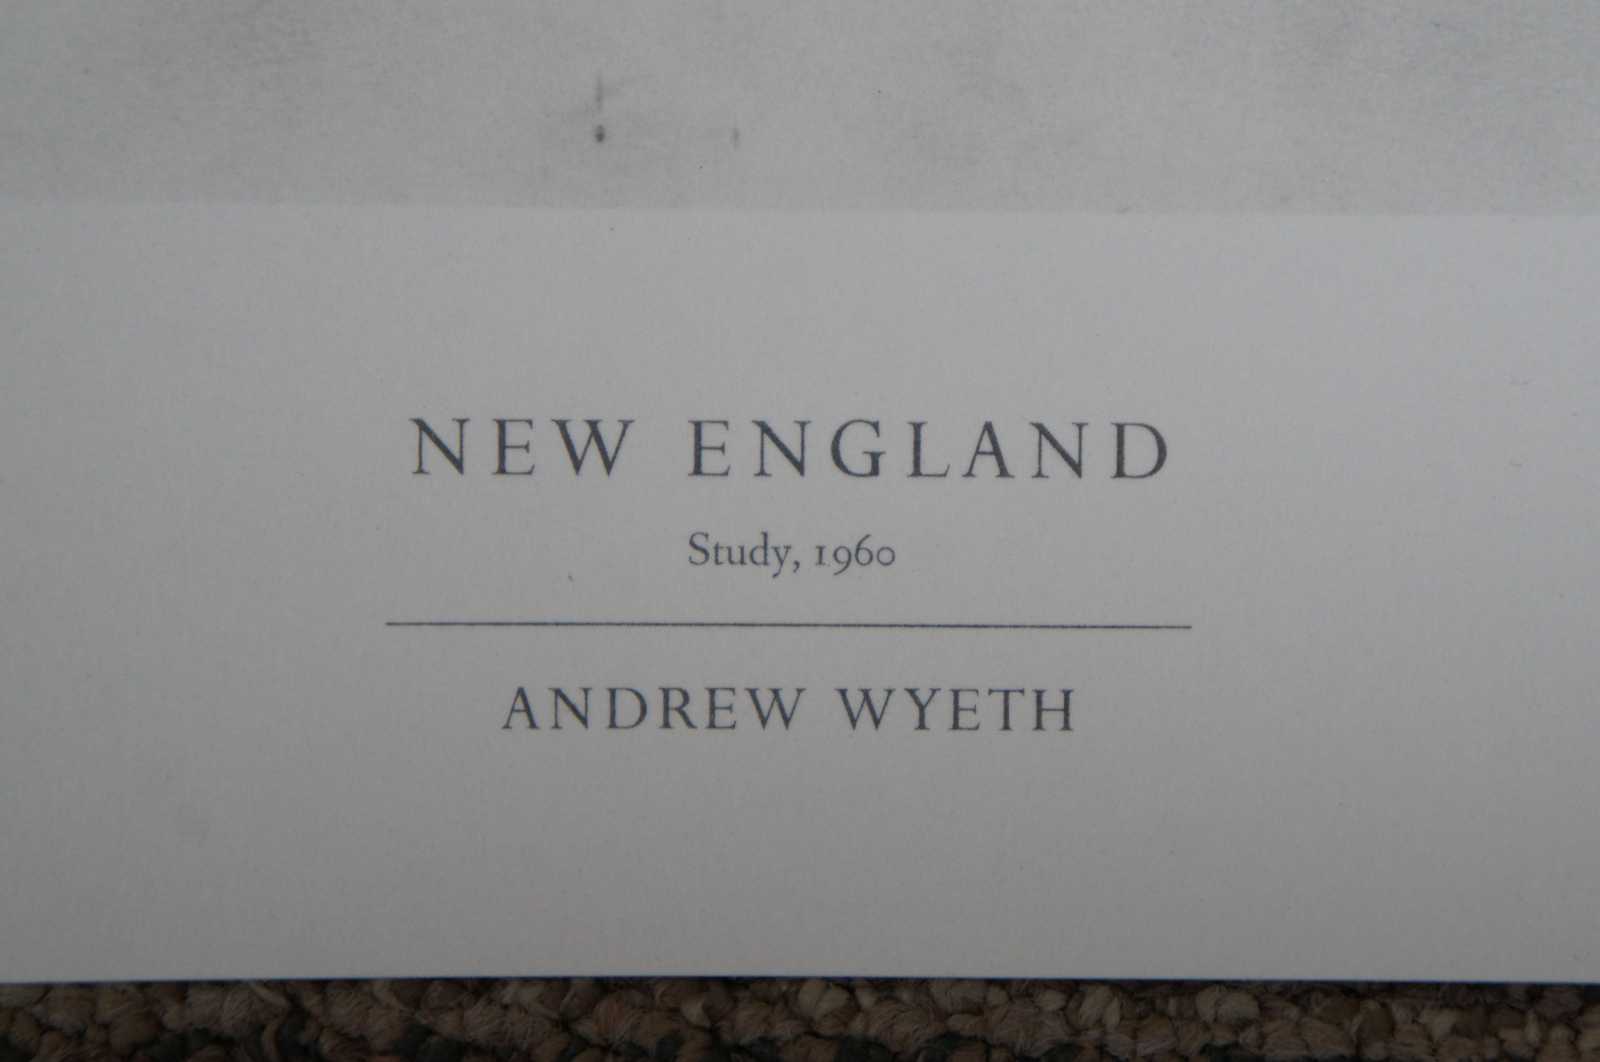 NEW ENGLAND
Study, 1960
ANDREW WYETH